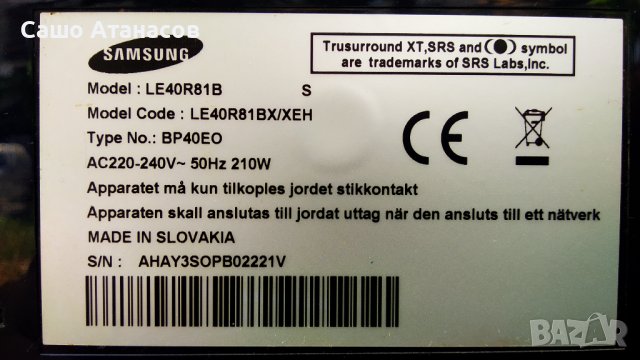 Сашо Атанасов
SAMSUNG
Trusurround XT,SRS and symbol
are trademarks of SRS Labs,Inc.
Model : LE40R81B S
Model Code : LE40R81BX/XEH
Type No.: BP40EO
AC220-240V~ 50Hz 210W
Apparatet må kun tilkoples jordet stikkontakt
Apparaten skall anslutas till jordat uttag när den ansluts till ett nätverk
MADE IN SLOVAKIA
S/N : AHAY3SOPB02221V
CE
BAZAR